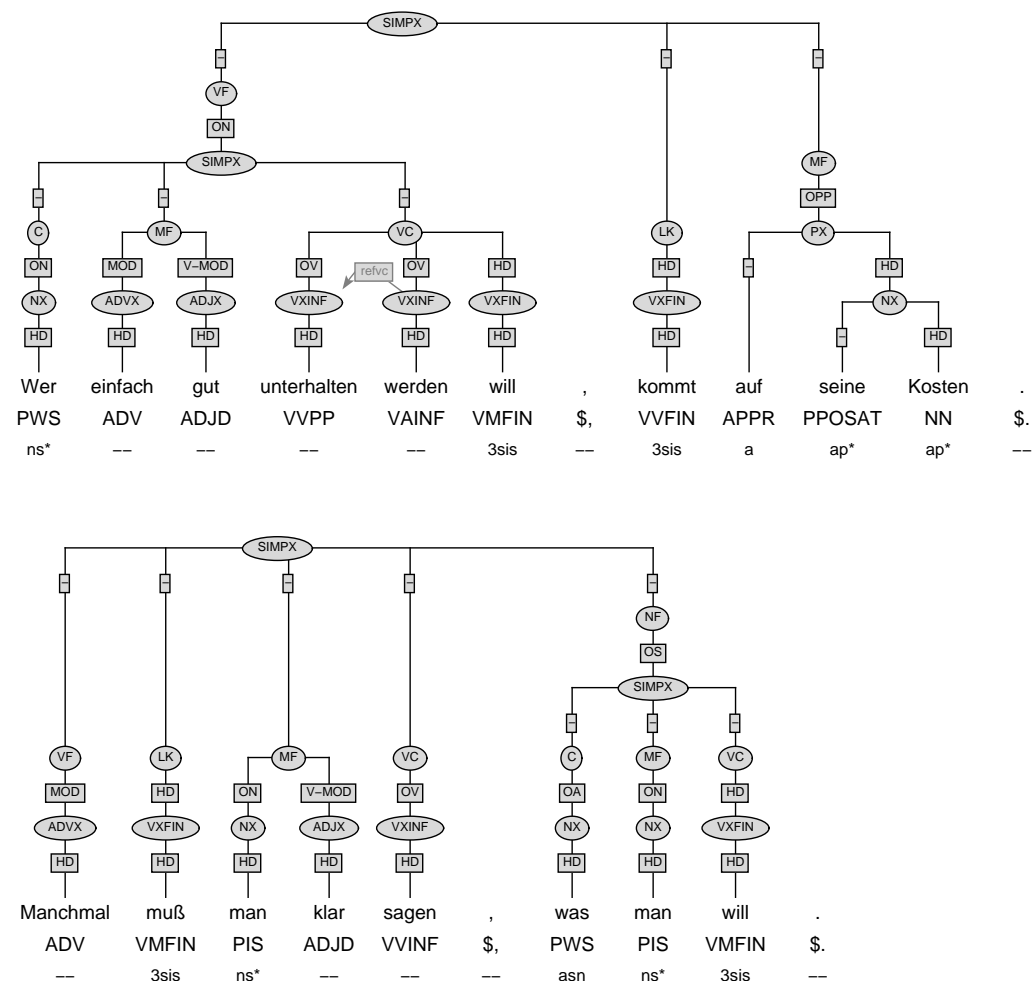 SIMPX
– – –
VF
ON
SIMPX MF
– – – OPP
C MF VC LK PX
ON MOD V–MOD OV refvc OV HD HD – HD
NX ADVX ADJX VXINF VXINF VXFIN VXFIN NX
HD HD HD HD HD HD HD – HD
Wer einfach gut unterhalten werden will , kommt auf seine Kosten .
PWS ADV ADJD VVPP VAINF VMFIN $, VVFIN APPR PPOSAT NN $.
ns* –– –– –– –– 3sis –– 3sis a ap* ap* ––
SIMPX
– – – – –
NF
OS
SIMPX
– – –
VF LK MF VC C MF VC
MOD HD ON V–MOD OV OA ON HD
ADVX VXFIN NX ADJX VXINF NX NX VXFIN
HD HD HD HD HD HD HD HD
Manchmal muß man klar sagen , was man will .
ADV VMFIN PIS ADJD VVINF $, PWS PIS VMFIN $.
–– 3sis ns* –– –– –– asn ns* 3sis ––